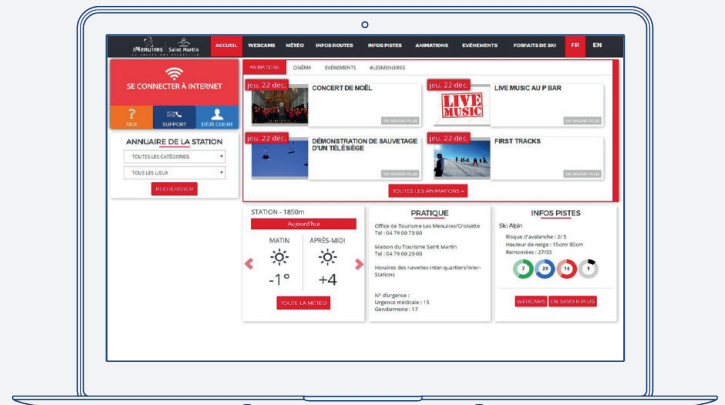 les Menuires
Saint Martin
ACCUEIL
WEBCAMS
MÉTÉO
INFOS ROUTES
INFOS PISTES
ANIMATIONS
EVÈNEMENTS
FORFAITS DE SKI
FR
EN
SE CONNECTER À INTERNET
AIDE
SUPPORT
DÉJÀ CLIENT
ANNUAIRE DE LA STATION
TOUTES LES CATÉGORIES
TOUS LES LIEUX
RECHERCHER
ANIMATIONS
CINÉMA
EVÈNEMENTS
#LESMENUIRES
jeu. 22 déc.
CONCERT DE NOËL
EN SAVOIR PLUS
jeu. 22 déc.
LIVE MUSIC
LIVE MUSIC AU P BAR
EN SAVOIR PLUS
jeu. 22 déc.
DÉMONSTRATION DE SAUVETAGE
D'UN TÉLÉSIÈGE
EN SAVOIR PLUS
jeu. 22 déc.
FIRST TRACKS
EN SAVOIR PLUS
TOUTES LES ANIMATIONS »
STATION - 1850m
Aujourd'hui
MATIN
APRÈS-MIDI
-1°
+4
TOUTE LA MÉTÉO
PRATIQUE
Office de Tourisme Les Menuires/Croisette
Tél : 04 79 00 73 00
Maison du Tourisme Saint Martin
Tél : 04 79 00 20 00
Horaires des navettes inter-quartiers/inter-
Stations
N° d'urgence :
Urgence médicale : 15
Gendarmerie : 17
INFOS PISTES
Ski Alpin
Risque d'avalanche : 2/5
Hauteur de neige : 15cm/ 80cm
Remontées : 27/33
7
29
14
5
WEBCAMS
EN SAVOIR PLUS